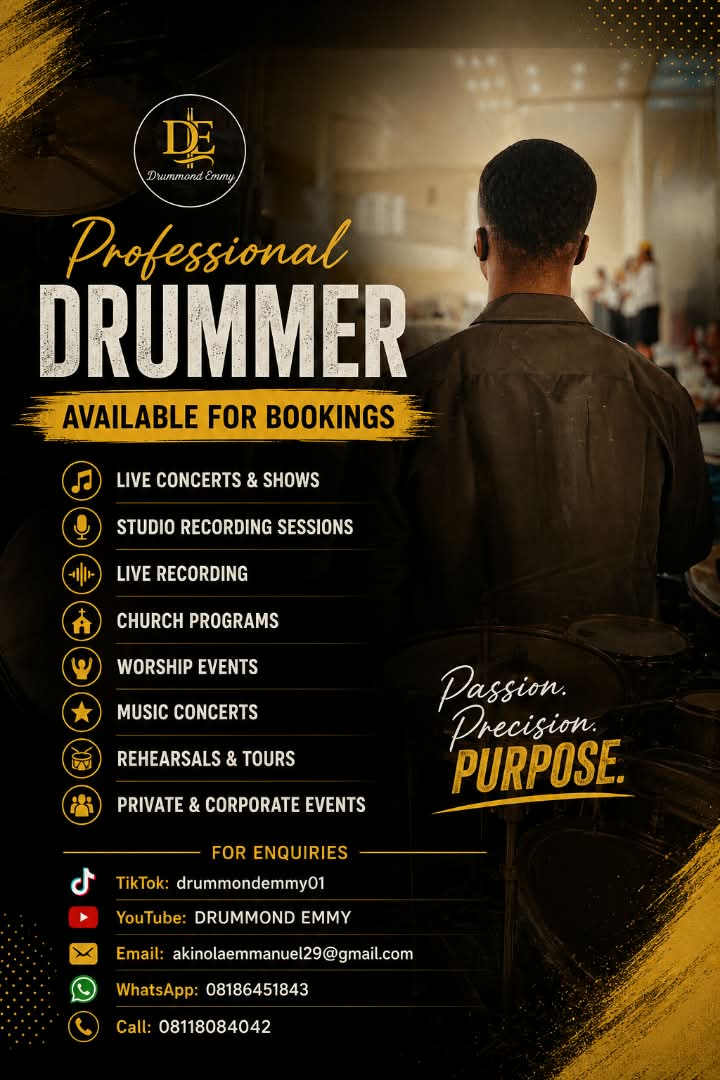 DE
Drummond Emmy
Professional
DRUMMER
AVAILABLE FOR BOOKINGS
LIVE CONCERTS & SHOWS
STUDIO RECORDING SESSIONS
LIVE RECORDING
CHURCH PROGRAMS
WORSHIP EVENTS
MUSIC CONCERTS
REHEARSALS & TOURS
PRIVATE & CORPORATE EVENTS
Passion.
Precision.
PURPOSE.
FOR ENQUIRIES
TikTok: drummondemmy01
YouTube: DRUMMOND EMMY
Email: akinolaemmanuel29@gmail.com
WhatsApp: 08186451843
Call: 08118084042